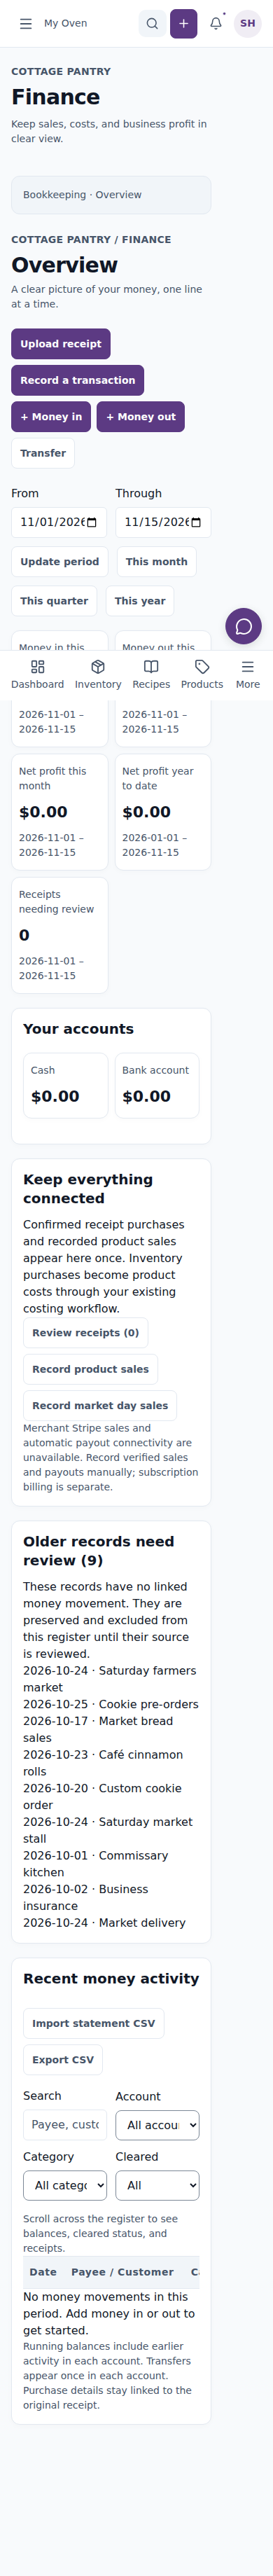 My Oven
SH
COTTAGE PANTRY
Finance
Keep sales, costs, and business profit in
clear view.
Bookkeeping · Overview
COTTAGE PANTRY / FINANCE
Overview
A clear picture of your money, one line
at a time.
Upload receipt
Record a transaction
+ Money in
+ Money out
Transfer
From
Through
11/01/2026
11/15/2026
Update period
This month
This quarter
This year
Money in this
Money out this
Dashboard
Inventory
Recipes
Products
More
2026-11-01 –
2026-11-15
2026-11-01 –
2026-11-15
Net profit this
month
$0.00
2026-11-01 –
2026-11-15
Net profit year
to date
$0.00
2026-01-01 –
2026-11-15
Receipts
needing review
0
2026-11-01 –
2026-11-15
Your accounts
Cash
$0.00
Bank account
$0.00
Keep everything
connected
Confirmed receipt purchases
and recorded product sales
appear here once. Inventory
purchases become product
costs through your existing
costing workflow.
Review receipts (0)
Record product sales
Record market day sales
Merchant Stripe sales and
automatic payout connectivity are
unavailable. Record verified sales
and payouts manually; subscription
billing is separate.
Older records need
review (9)
These records have no linked
money movement. They are
preserved and excluded from
this register until their source
is reviewed.
2026-10-24 · Saturday farmers
market
2026-10-25 · Cookie pre-orders
2026-10-17 · Market bread
sales
2026-10-23 · Café cinnamon
rolls
2026-10-20 · Custom cookie
order
2026-10-24 · Saturday market
stall
2026-10-01 · Commissary
kitchen
2026-10-02 · Business
insurance
2026-10-24 · Market delivery
Recent money activity
Import statement CSV
Export CSV
Search
Account
Payee, custo
All accou
Category
Cleared
All catego
All
Scroll across the register to see
balances, cleared status, and
receipts.
Date
Payee / Customer
Ca
No money movements in this
period. Add money in or out to
get started.
Running balances include earlier
activity in each account. Transfers
appear once in each account.
Purchase details stay linked to the
original receipt.